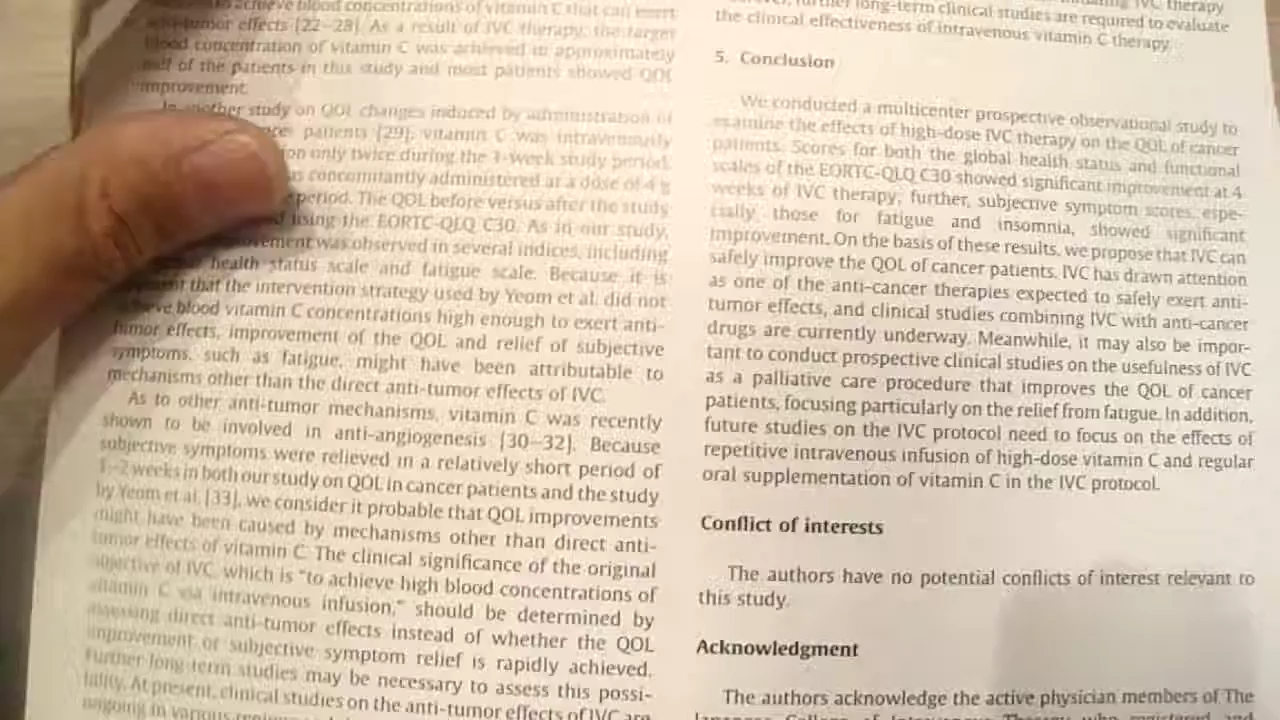 achieve blood concentrations of vitamin C that can exert
anti-tumor effects [22–28]. As a result of IVC therapy, the target
blood concentration of vitamin C was achieved in approximately
half of the patients in this study and most patients showed QOL
improvement.
In another study on QOL changes induced by administration of
patients [29], vitamin C was intravenously
only twice during the 1-week study period,
concomitantly administered at a dose of 4 g
period. The QOL before versus after the study
using the EORTC-QLQ C30. As in our study,
was observed in several indices, including
health status scale and fatigue scale. Because it is
that the intervention strategy used by Yeom et al. did not
achieve blood vitamin C concentrations high enough to exert anti-
tumor effects, improvement of the QOL and relief of subjective
symptoms, such as fatigue, might have been attributable to
mechanisms other than the direct anti-tumor effects of IVC.
As to other anti-tumor mechanisms, vitamin C was recently
shown to be involved in anti-angiogenesis [30–32]. Because
subjective symptoms were relieved in a relatively short period of
1–2 weeks in both our study on QOL in cancer patients and the study
by Yeom et al. [33], we consider it probable that QOL improvements
might have been caused by mechanisms other than direct anti-
tumor effects of vitamin C. The clinical significance of the original
objective of IVC, which is "to achieve high blood concentrations of
vitamin C via intravenous infusion," should be determined by
assessing direct anti-tumor effects instead of whether the QOL
improvement or subjective symptom relief is rapidly achieved.
Further long-term studies may be necessary to assess this possi-
bility. At present, clinical studies on the anti-tumor effects of IVC are
ongoing in various
IVC therapy
further long-term clinical studies are required to evaluate
the clinical effectiveness of intravenous vitamin C therapy.
5. Conclusion
We conducted a multicenter prospective observational study to
examine the effects of high-dose IVC therapy on the QOL of cancer
patients. Scores for both the global health status and functional
scales of the EORTC-QLQ C30 showed significant improvement at 4
weeks of IVC therapy; further, subjective symptom scores, espe-
cially, those for fatigue and insomnia, showed significant
improvement. On the basis of these results, we propose that IVC can
safely improve the QOL of cancer patients. IVC has drawn attention
as one of the anti-cancer therapies expected to safely exert anti-
tumor effects, and clinical studies combining IVC with anti-cancer
drugs are currently underway. Meanwhile, it may also be impor-
tant to conduct prospective clinical studies on the usefulness of IVC
as a palliative care procedure that improves the QOL of cancer
patients, focusing particularly on the relief from fatigue. In addition,
future studies on the IVC protocol need to focus on the effects of
repetitive intravenous infusion of high-dose vitamin C and regular
oral supplementation of vitamin C in the IVC protocol.
Conflict of interests
The authors have no potential conflicts of interest relevant to
this study.
Acknowledgment
The authors acknowledge the active physician members of The